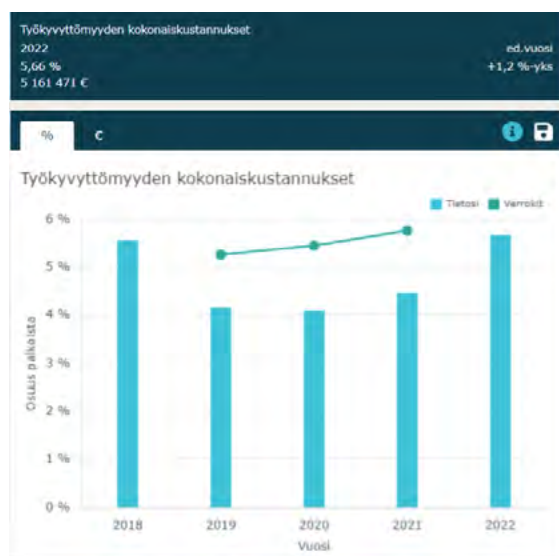 Työkyvyttömyyden kokonaiskustannukset
2022 ed.vuosi
5,66 % +1,2 %-yks
5 161 471 €
% €
Työkyvyttömyyden kokonaiskustannukset
Tietosi Verrokit
6 %
5 %
4 %
3 %
2 %
1 %
0 %
Osuus palkoista
2018 2019 2020 2021 2022
Vuosi